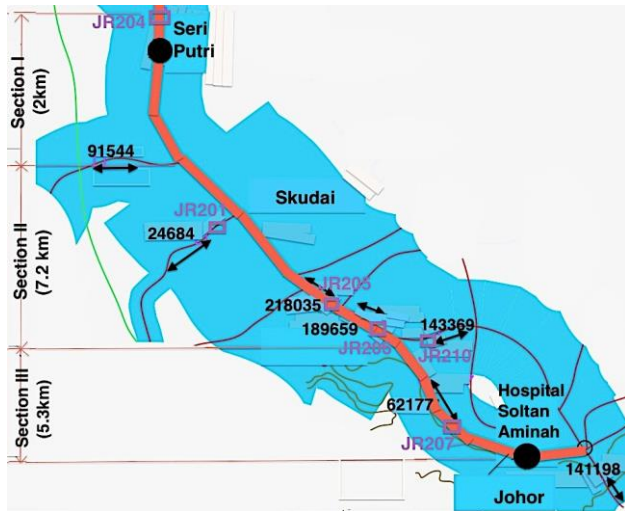 JR204
Seri
Putri
Section I
(2km)
91544
Skudai
JR201
24684
Section II
(7.2 km)
JR205
218035
189659
143369
JR210
Section III
(5.3km)
62177
Hospital
Soltan
Aminah
JR207
141198
Johor